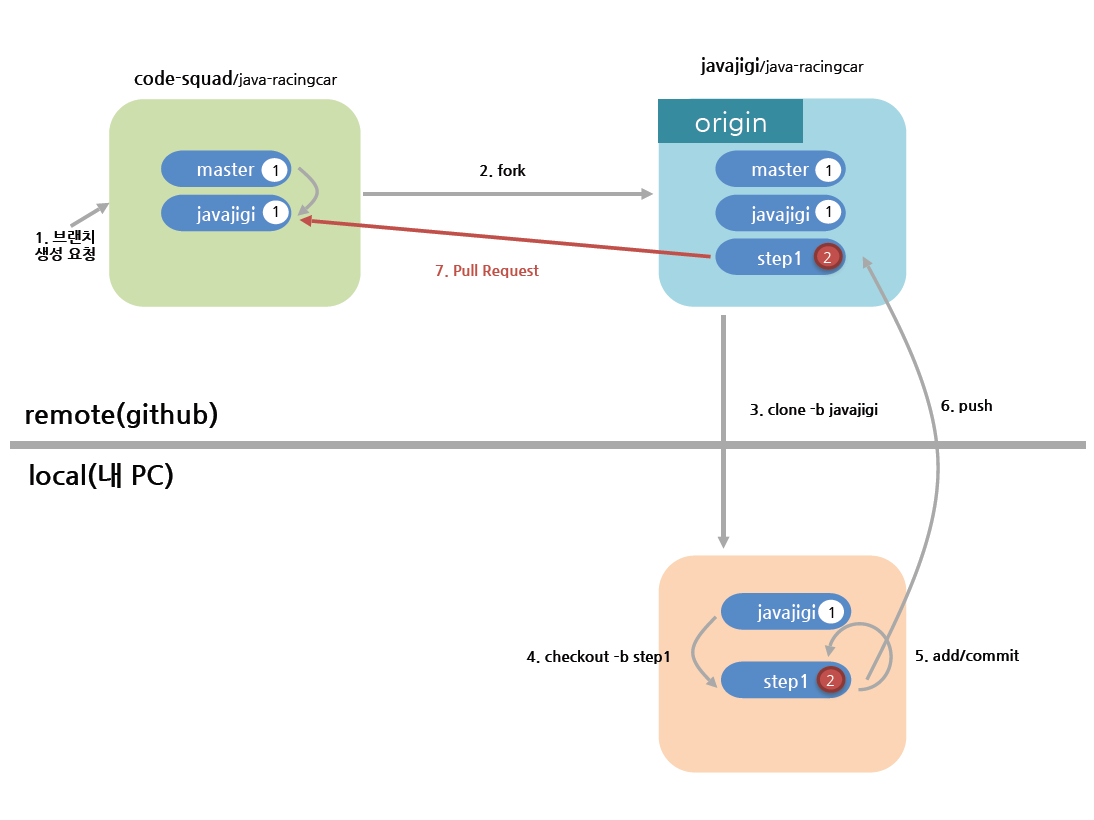 code-squad/java-racingcar
javajigi/java-racingcar
origin
master 1
javajigi 1
1. 브랜치
생성 요청
2. fork
master 1
javajigi 1
step1 2
7. Pull Request
3. clone -b javajigi
6. push
remote(github)
local(내 PC)
javajigi 1
4. checkout -b step1
5. add/commit
step1 2